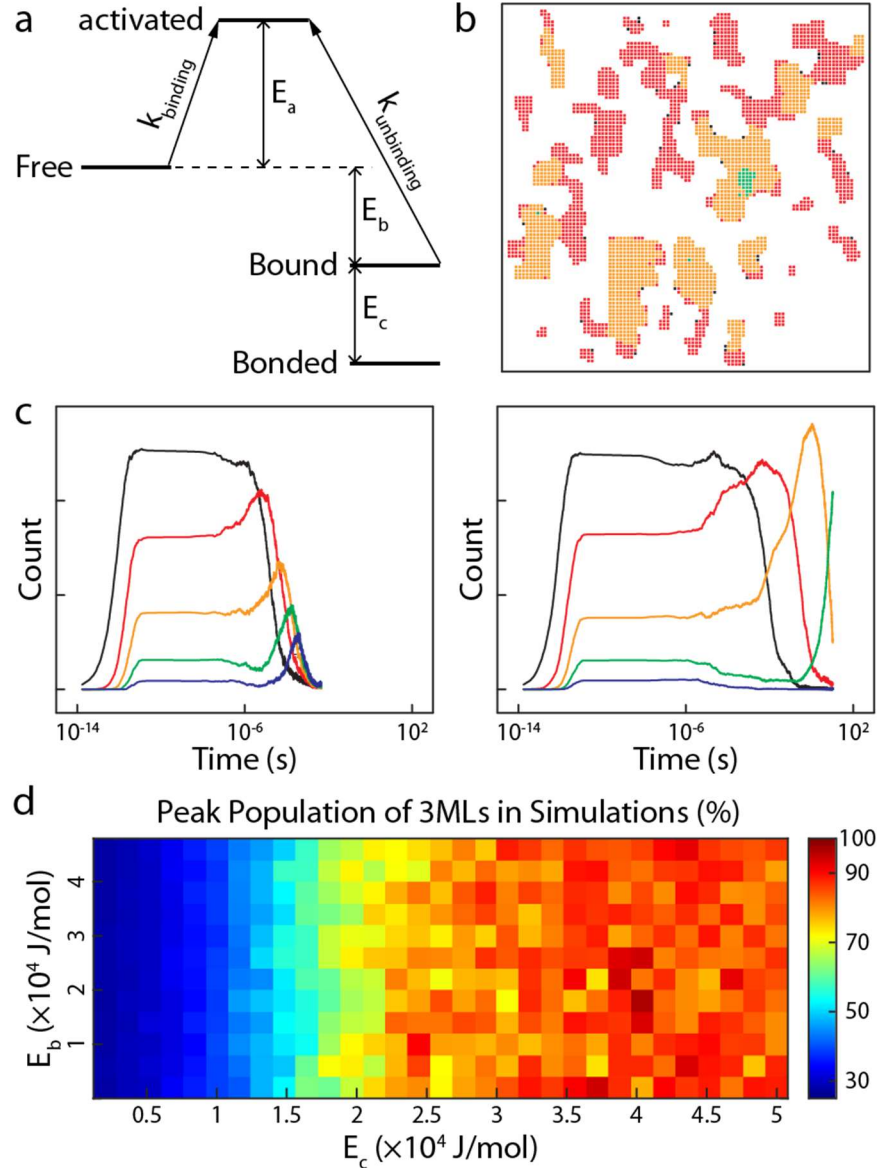 a
activated
k_binding
E_a
k_unbinding
Free
E_b
Bound
E_c
Bonded
b
c
Count
10^-14
10^-6
10^2
Time (s)
Count
10^-14
10^-6
10^2
Time (s)
d
Peak Population of 3MLs in Simulations (%)
E_b (×10^4 J/mol)
4
3
2
1
0.5 1 1.5 2 2.5 3 3.5 4 4.5 5
E_c (×10^4 J/mol)
100
90
70
50
30